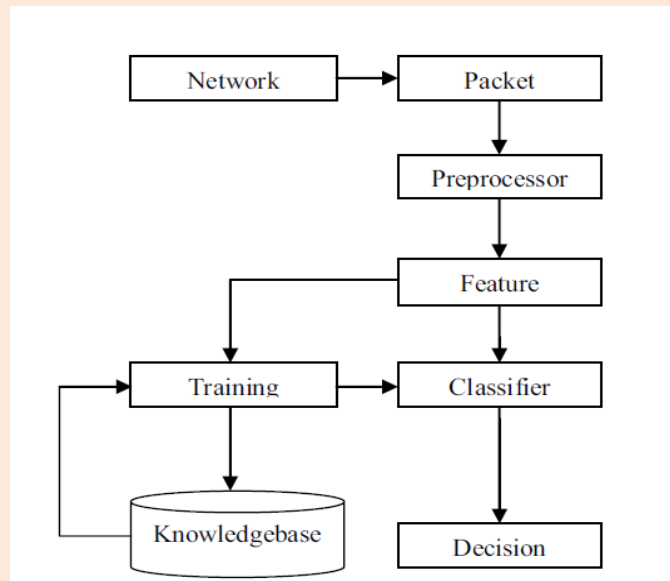 Network
Packet
Preprocessor
Feature
Training
Classifier
Knowledgebase
Decision